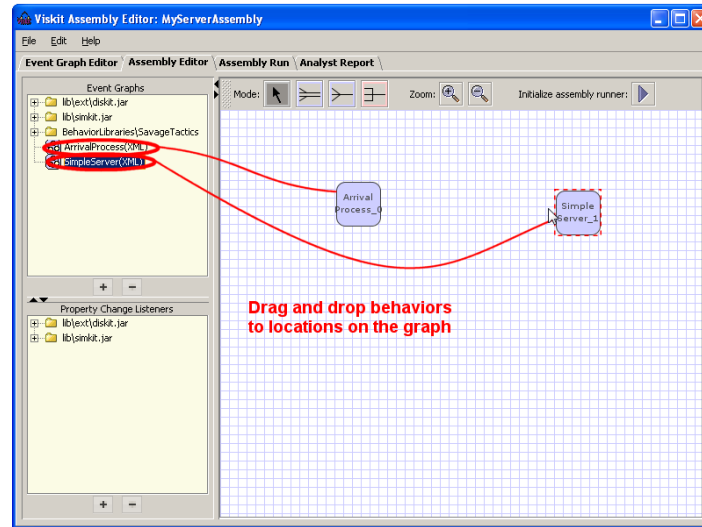 Viskit Assembly Editor: MyServerAssembly
File Edit Help
Event Graph Editor Assembly Editor Assembly Run Analyst Report
Event Graphs
lib\ext\diskit.jar
lib\simkit.jar
BehaviorLibraries\SavageTactics
ArrivalProcess(XML)
SimpleServer(XML)
Property Change Listeners
lib\ext\diskit.jar
lib\simkit.jar
Mode: Zoom: Initialize assembly runner:
Arrival
Process_0
Simple
Server_1
Drag and drop behaviors
to locations on the graph